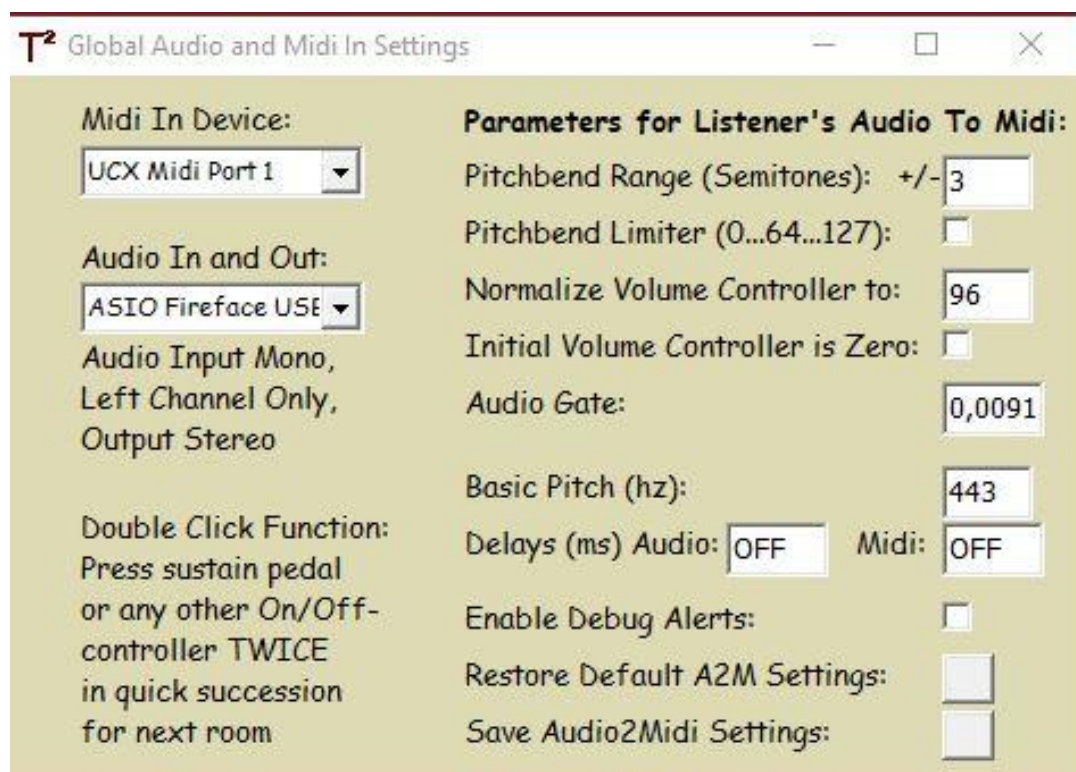 T² Global Audio and Midi In Settings
Midi In Device:
UCX Midi Port 1
Audio In and Out:
ASIO Fireface USB
Audio Input Mono,
Left Channel Only,
Output Stereo
Double Click Function:
Press sustain pedal
or any other On/Off-
controller TWICE
in quick succession
for next room
Parameters for Listener's Audio To Midi:
Pitchbend Range (Semitones): +/- 3
Pitchbend Limiter (0...64...127):
Normalize Volume Controller to: 96
Initial Volume Controller is Zero:
Audio Gate: 0,0091
Basic Pitch (hz): 443
Delays (ms) Audio: OFF Midi: OFF
Enable Debug Alerts:
Restore Default A2M Settings:
Save Audio2Midi Settings: